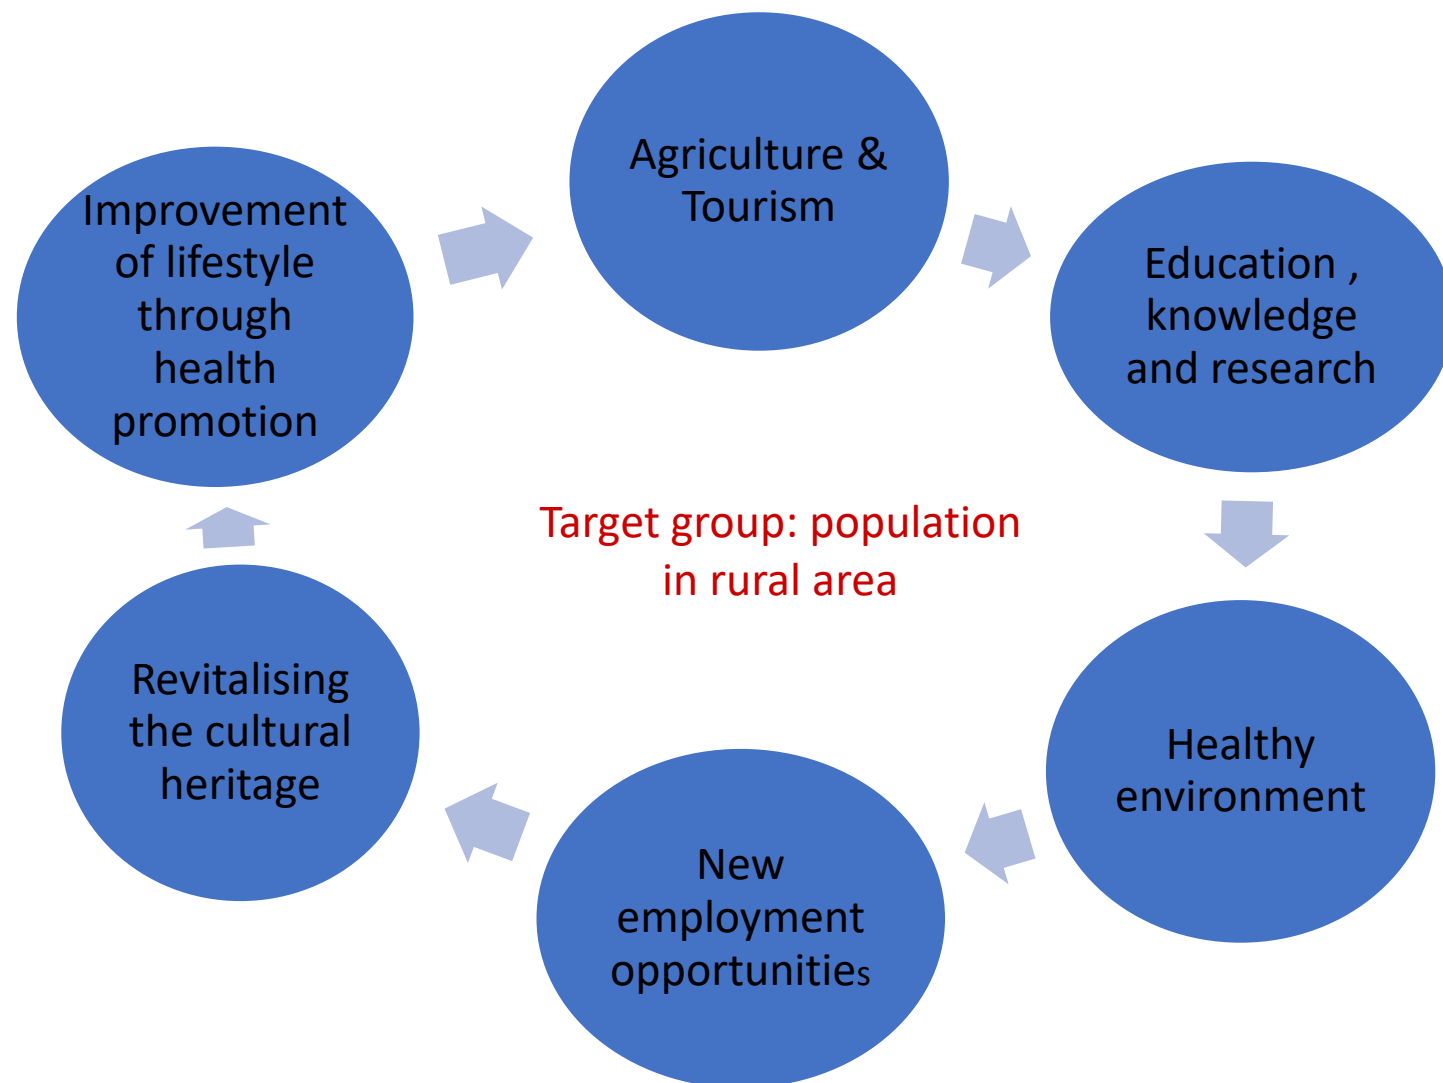 Agriculture &
Tourism
Education ,
knowledge
and research
Healthy
environment
New
employment
opportunities
Revitalising
the cultural
heritage
Improvement
of lifestyle
through
health
promotion
Target group: population
in rural area